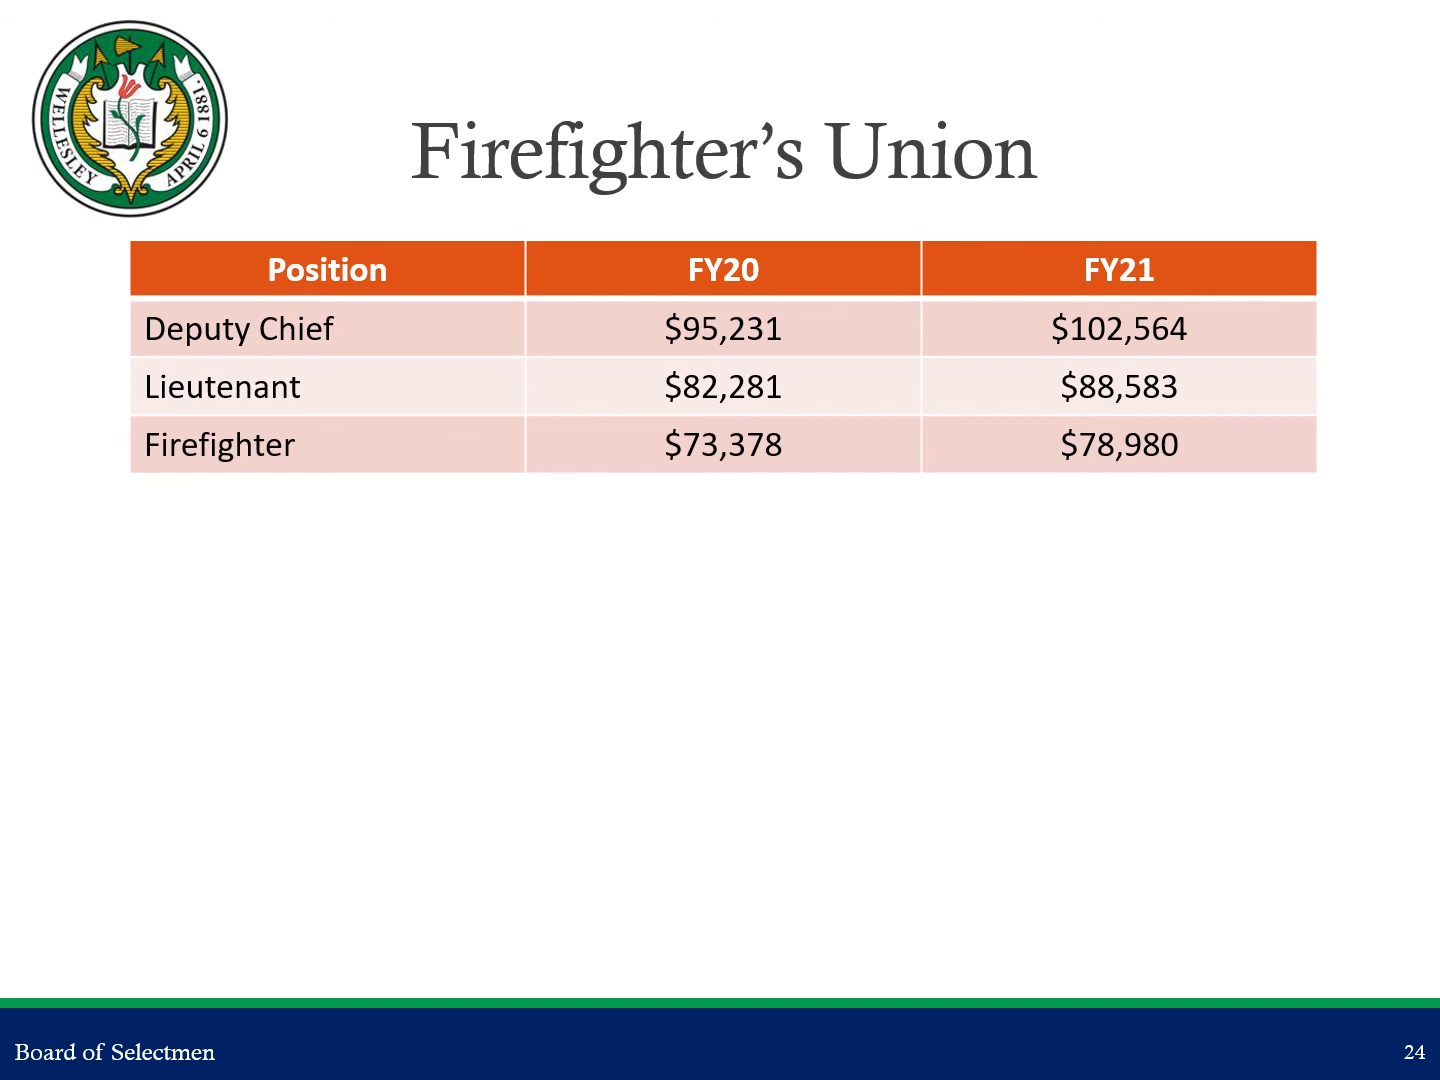 WELLESLEY APRIL 6 1881.
Firefighter’s Union
Position FY20 FY21
Deputy Chief $95,231 $102,564
Lieutenant $82,281 $88,583
Firefighter $73,378 $78,980
Board of Selectmen 24